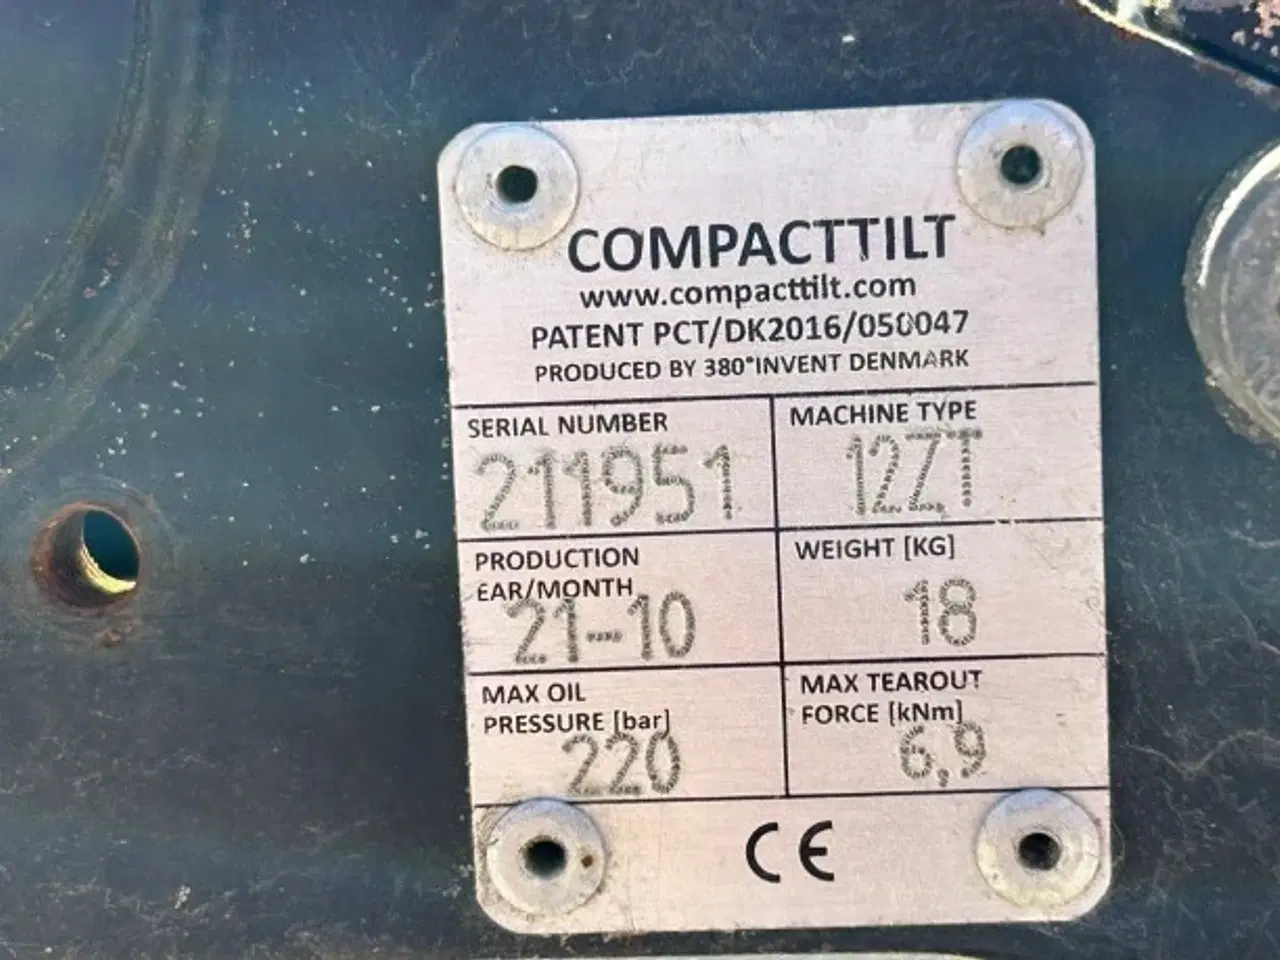 COMPACTTILT
www.compacttilt.com
PATENT PCT/DK2016/050047
PRODUCED BY 380°INVENT DENMARK
SERIAL NUMBER
211951
MACHINE TYPE
12ZT
PRODUCTION
EAR/MONTH
21-10
WEIGHT [KG]
18
MAX OIL
PRESSURE [bar]
220
MAX TEAROUT
FORCE [kNm]
6,9
CE